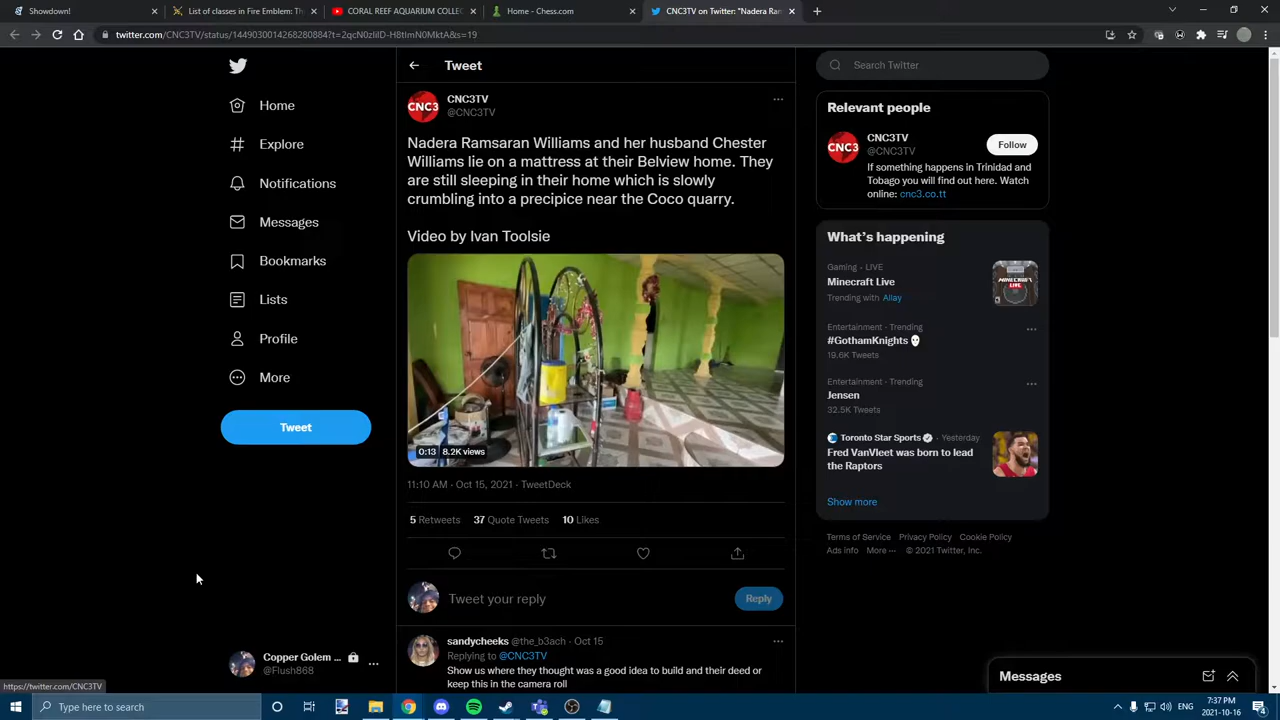 Showdown!
List of classes in Fire Emblem: Th
CORAL REEF AQUARIUM COLLEC
Home - Chess.com
CNC3TV on Twitter: "Nadera Ram
twitter.com/CNC3TV/status/1449030014268280884?t=2qcN0zIilD-H8tImN0MktA&s=19
Tweet
CNC3
CNC3TV
@CNC3TV
Nadera Ramsaran Williams and her husband Chester
Williams lie on a mattress at their Belview home. They
are still sleeping in their home which is slowly
crumbling into a precipice near the Coco quarry.
Video by Ivan Toolsie
0:13 8.2K views
11:10 AM · Oct 15, 2021 · TweetDeck
5 Retweets 37 Quote Tweets 10 Likes
Tweet your reply
Reply
sandycheeks @the_b3ach · Oct 15
Replying to @CNC3TV
Show us where they thought was a good idea to build and their deed or
keep this in the camera roll
Home
Explore
Notifications
Messages
Bookmarks
Lists
Profile
More
Tweet
Copper Golem ...
@Flush868
https://twitter.com/CNC3TV
Search Twitter
Relevant people
CNC3
CNC3TV
@CNC3TV
Follow
If something happens in Trinidad and
Tobago you will find out here. Watch
online: cnc3.co.tt
What's happening
Gaming · LIVE
Minecraft Live
Trending with Allay
MINECRAFT
LIVE
Entertainment · Trending
#GothamKnights
19.6K Tweets
Entertainment · Trending
Jensen
32.5K Tweets
Toronto Star Sports · Yesterday
Fred VanVleet was born to lead
the Raptors
Show more
Terms of Service Privacy Policy Cookie Policy
Ads info More ··· © 2021 Twitter, Inc.
Messages
Type here to search
ENG
7:37 PM
2021-10-16
4